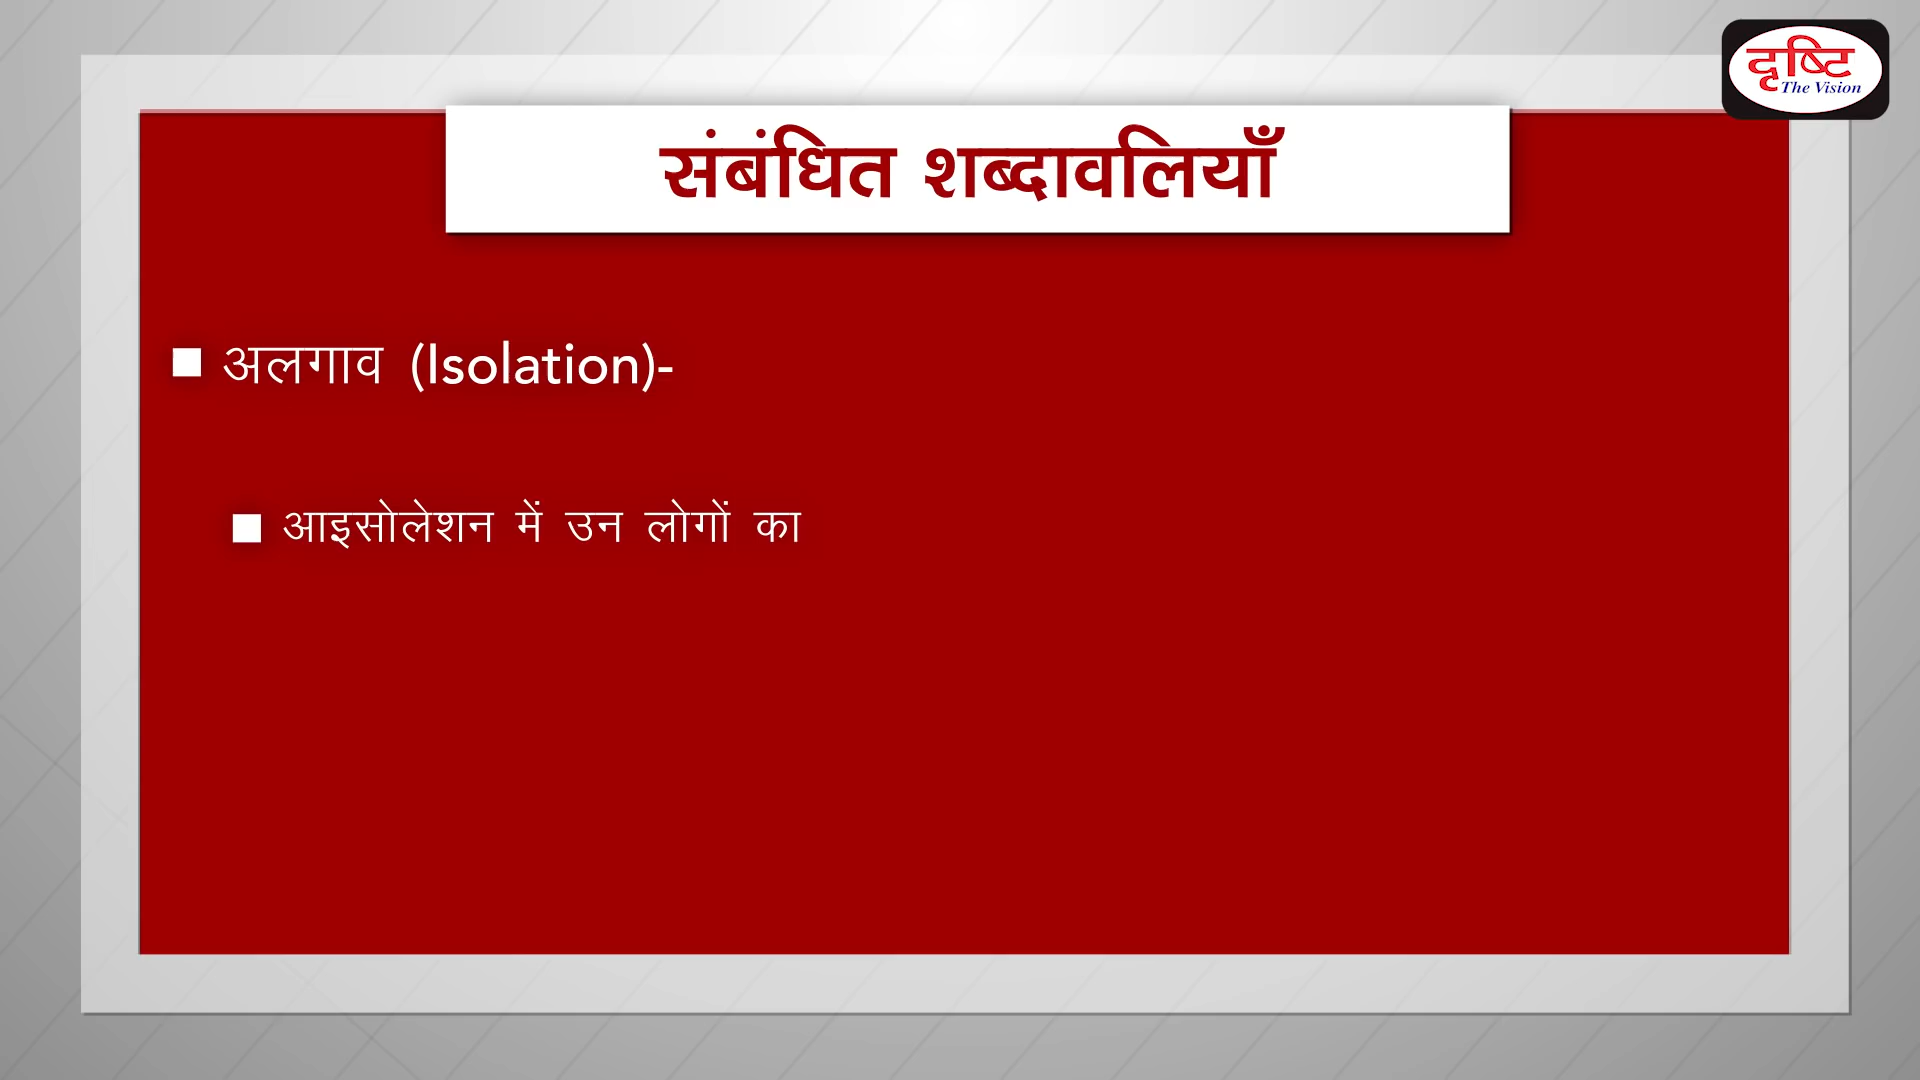 दृष्टि
The Vision
संबंधित शब्दावलियाँ
■ अलगाव (Isolation)-
■ आइसोलेशन में उन लोगों का